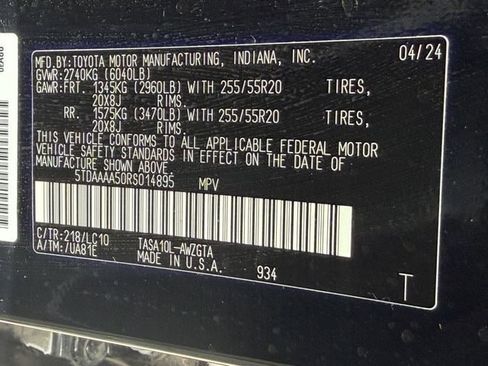 MFD.BY:TOYOTA MOTOR MANUFACTURING, INDIANA, INC. 04/24
GVWR:2740KG (6040LB)
GAWR:FRT. 1345KG (2960LB) WITH 255/55R20 TIRES,
20X8J RIMS.
RR. 1575KG (3470LB) WITH 255/55R20 TIRES,
20X8J RIMS.
THIS VEHICLE CONFORMS TO ALL APPLICABLE FEDERAL MOTOR
VEHICLE SAFETY STANDARDS IN EFFECT ON THE DATE OF
MANUFACTURE SHOWN ABOVE.
5TDAAAA50RS014895 MPV
C/TR:218/LC10 TASA10L-AWZGTA
A/TM:/UA81E MADE IN U.S.A. 934 T